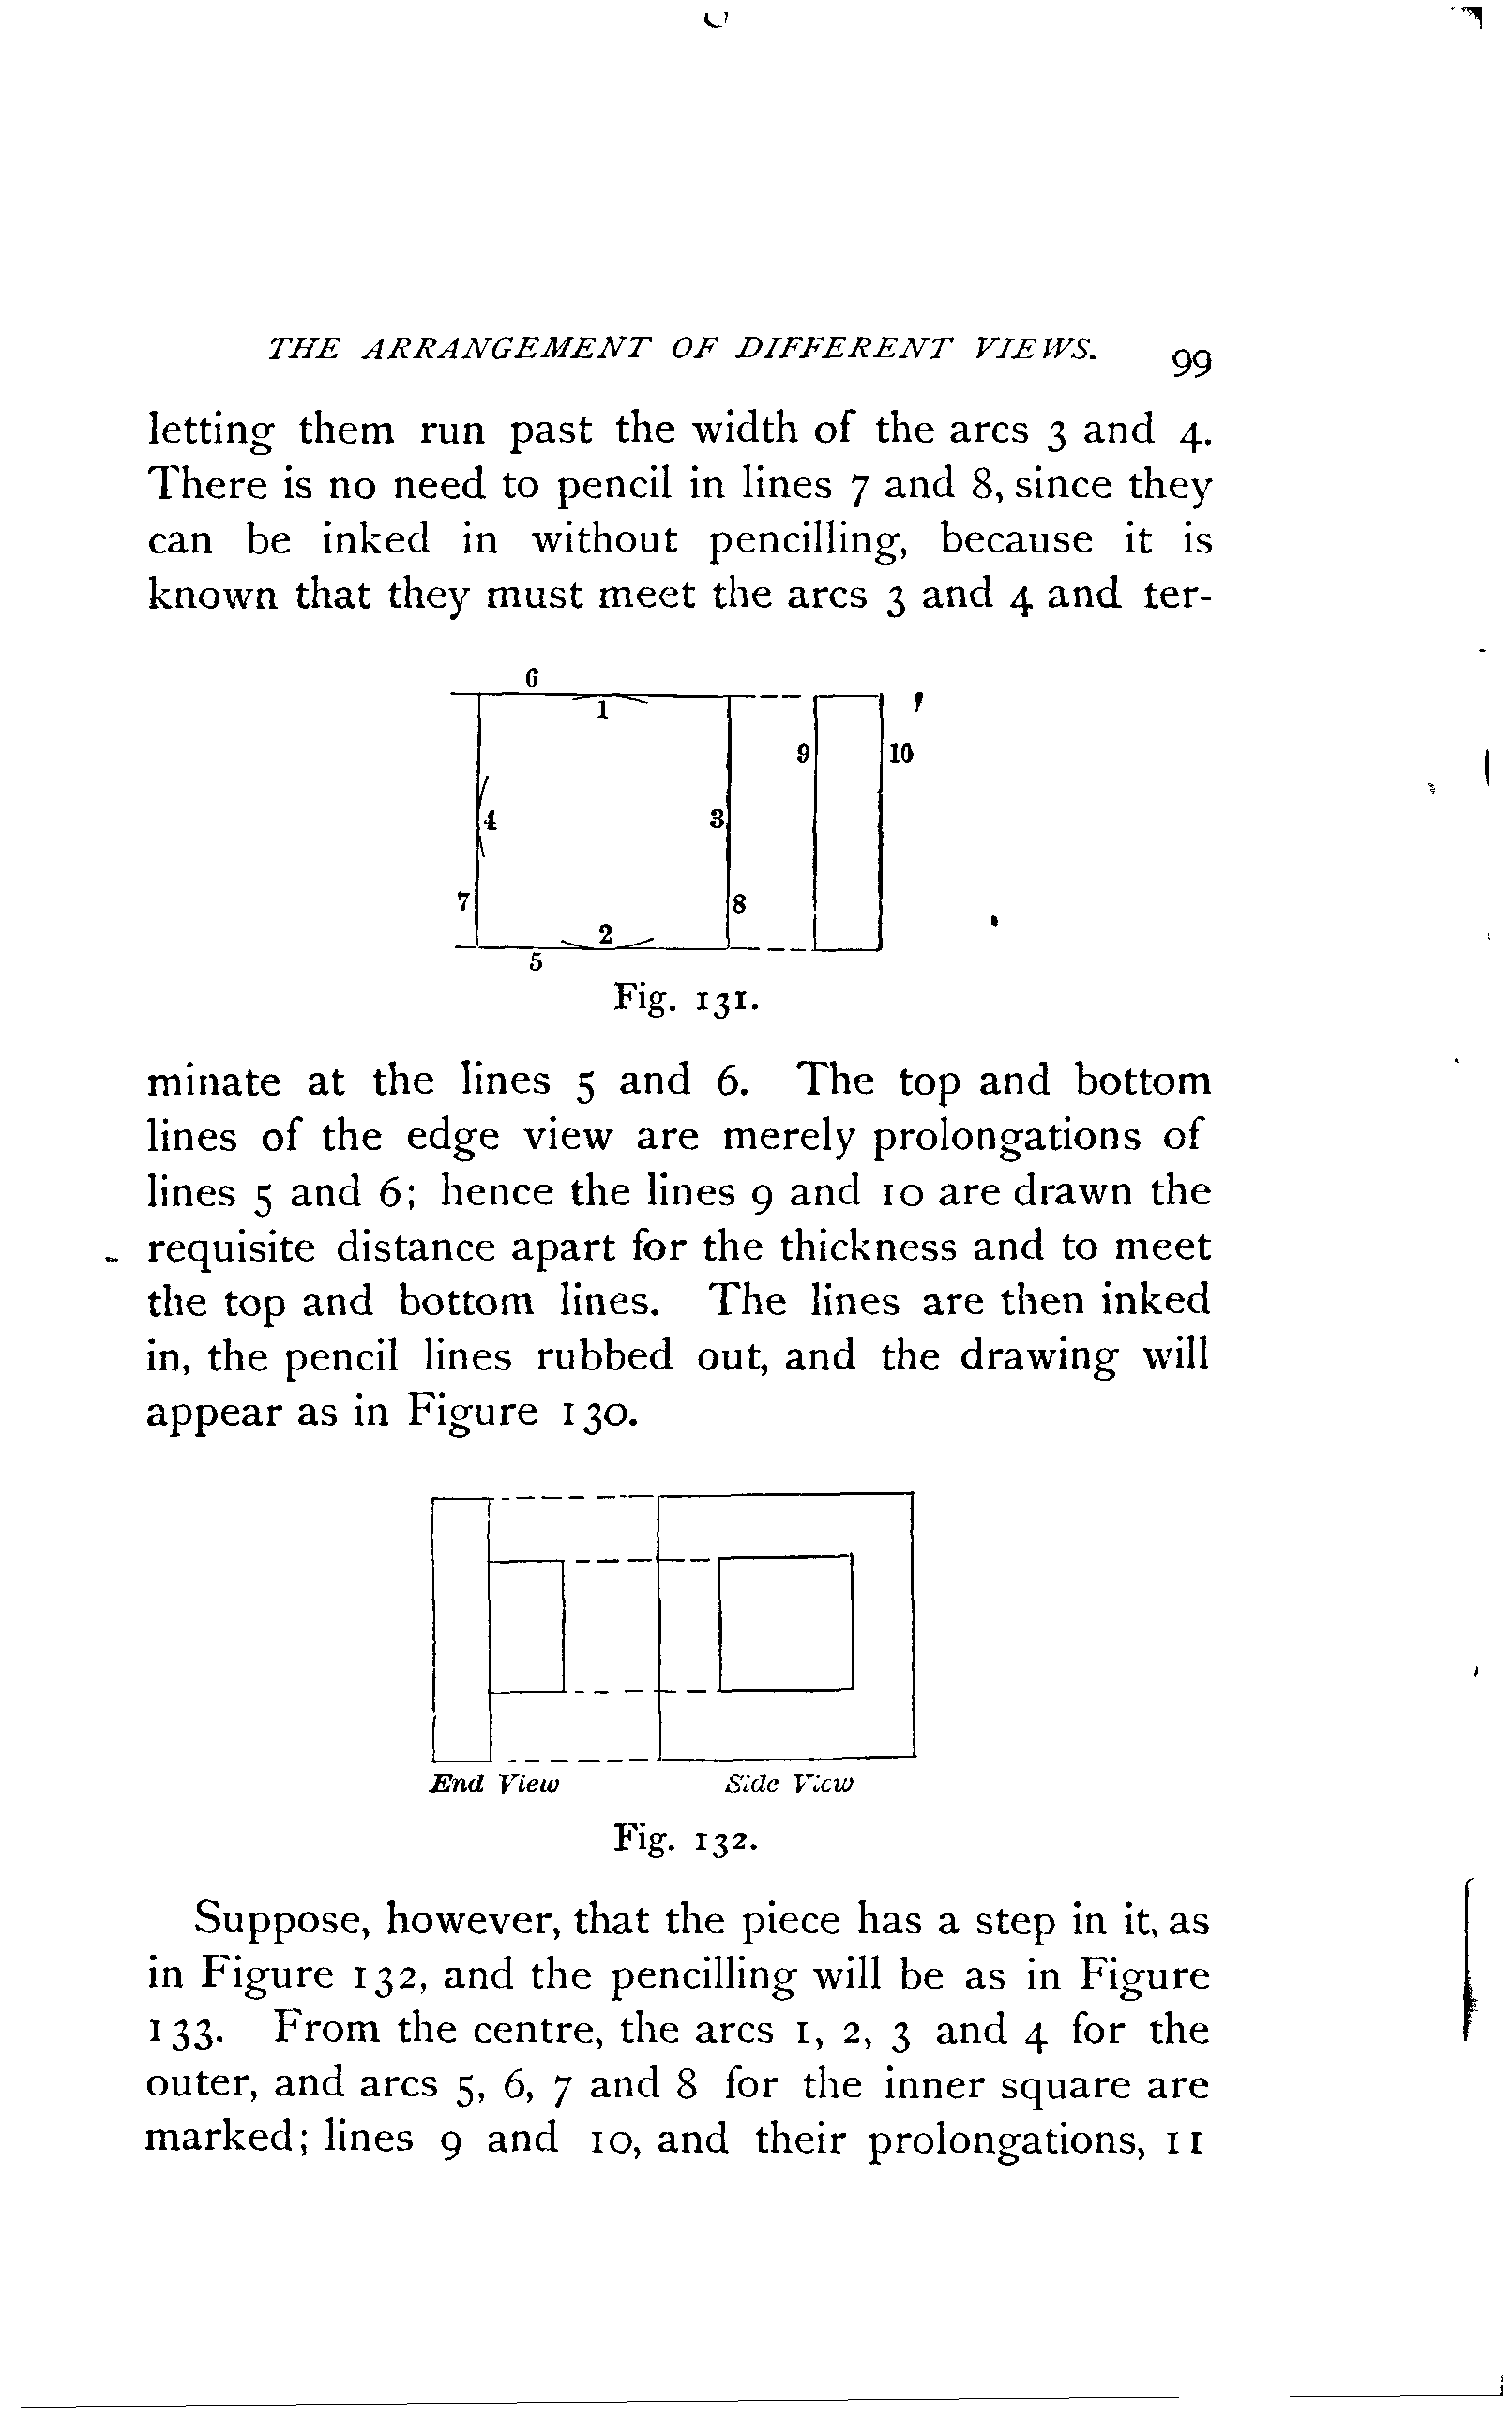 THE ARRANGEMENT OF DIFFERENT VIEWS. 99
letting them run past the width of the arcs 3 and 4.
There is no need to pencil in lines 7 and 8, since they
can be inked in without pencilling, because it is
known that they must meet the arcs 3 and 4 and ter-
6
1
9 10
4 3
7 8
2
5
Fig. 131.
minate at the lines 5 and 6. The top and bottom
lines of the edge view are merely prolongations of
lines 5 and 6; hence the lines 9 and 10 are drawn the
requisite distance apart for the thickness and to meet
the top and bottom lines. The lines are then inked
in, the pencil lines rubbed out, and the drawing will
appear as in Figure 130.
End View Side View
Fig. 132.
Suppose, however, that the piece has a step in it, as
in Figure 132, and the pencilling will be as in Figure
133. From the centre, the arcs 1, 2, 3 and 4 for the
outer, and arcs 5, 6, 7 and 8 for the inner square are
marked; lines 9 and 10, and their prolongations, 11